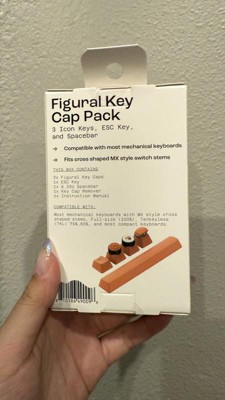 Figural Key
Cap Pack
3 Icon Keys, ESC Key,
and Spacebar
→ Compatible with most mechanical keyboards
→ Fits cross shaped MX style switch stems
THIS BOX CONTAINS
3x Figural Key Caps
1x ESC Key
1x 6.25U Spacebar
1x Key Cap Remover
1x Instruction Manual
COMPATIBLE WITH:
Most mechanical keyboards with MX style cross
shaped stems. Full-size (100%), Tenkeyless
(TKL) 75%,65%, and most compact keyboards